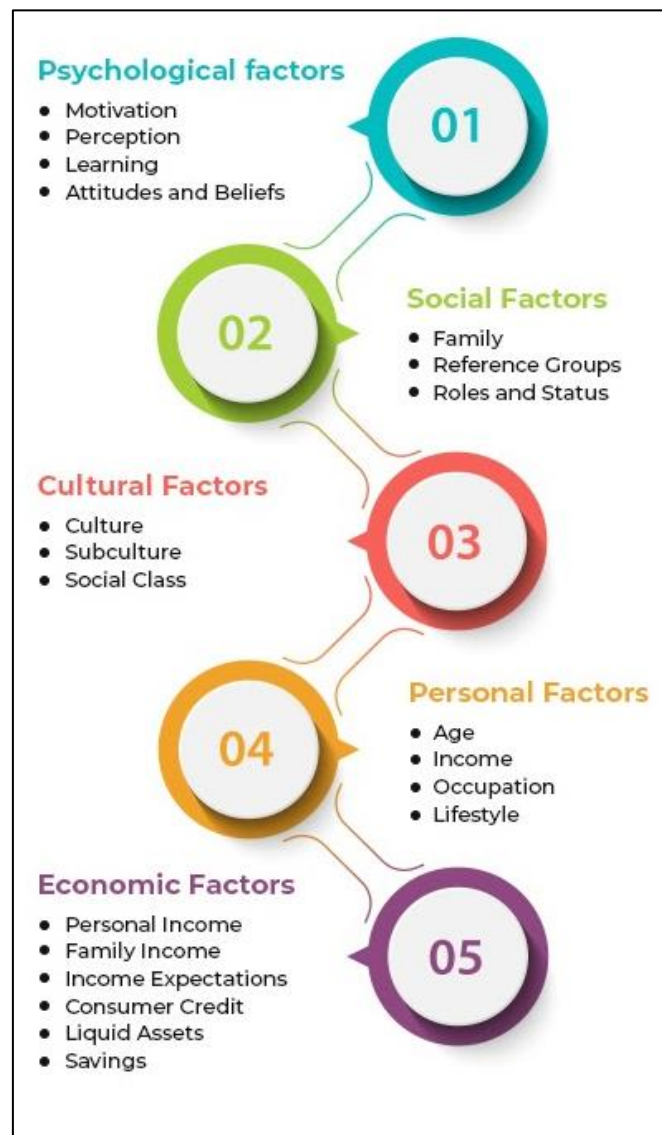 Psychological factors
● Motivation
● Perception
● Learning
● Attitudes and Beliefs
01
02
Social Factors
● Family
● Reference Groups
● Roles and Status
Cultural Factors
● Culture
● Subculture
● Social Class
03
04
Personal Factors
● Age
● Income
● Occupation
● Lifestyle
Economic Factors
● Personal Income
● Family Income
● Income Expectations
● Consumer Credit
● Liquid Assets
● Savings
05